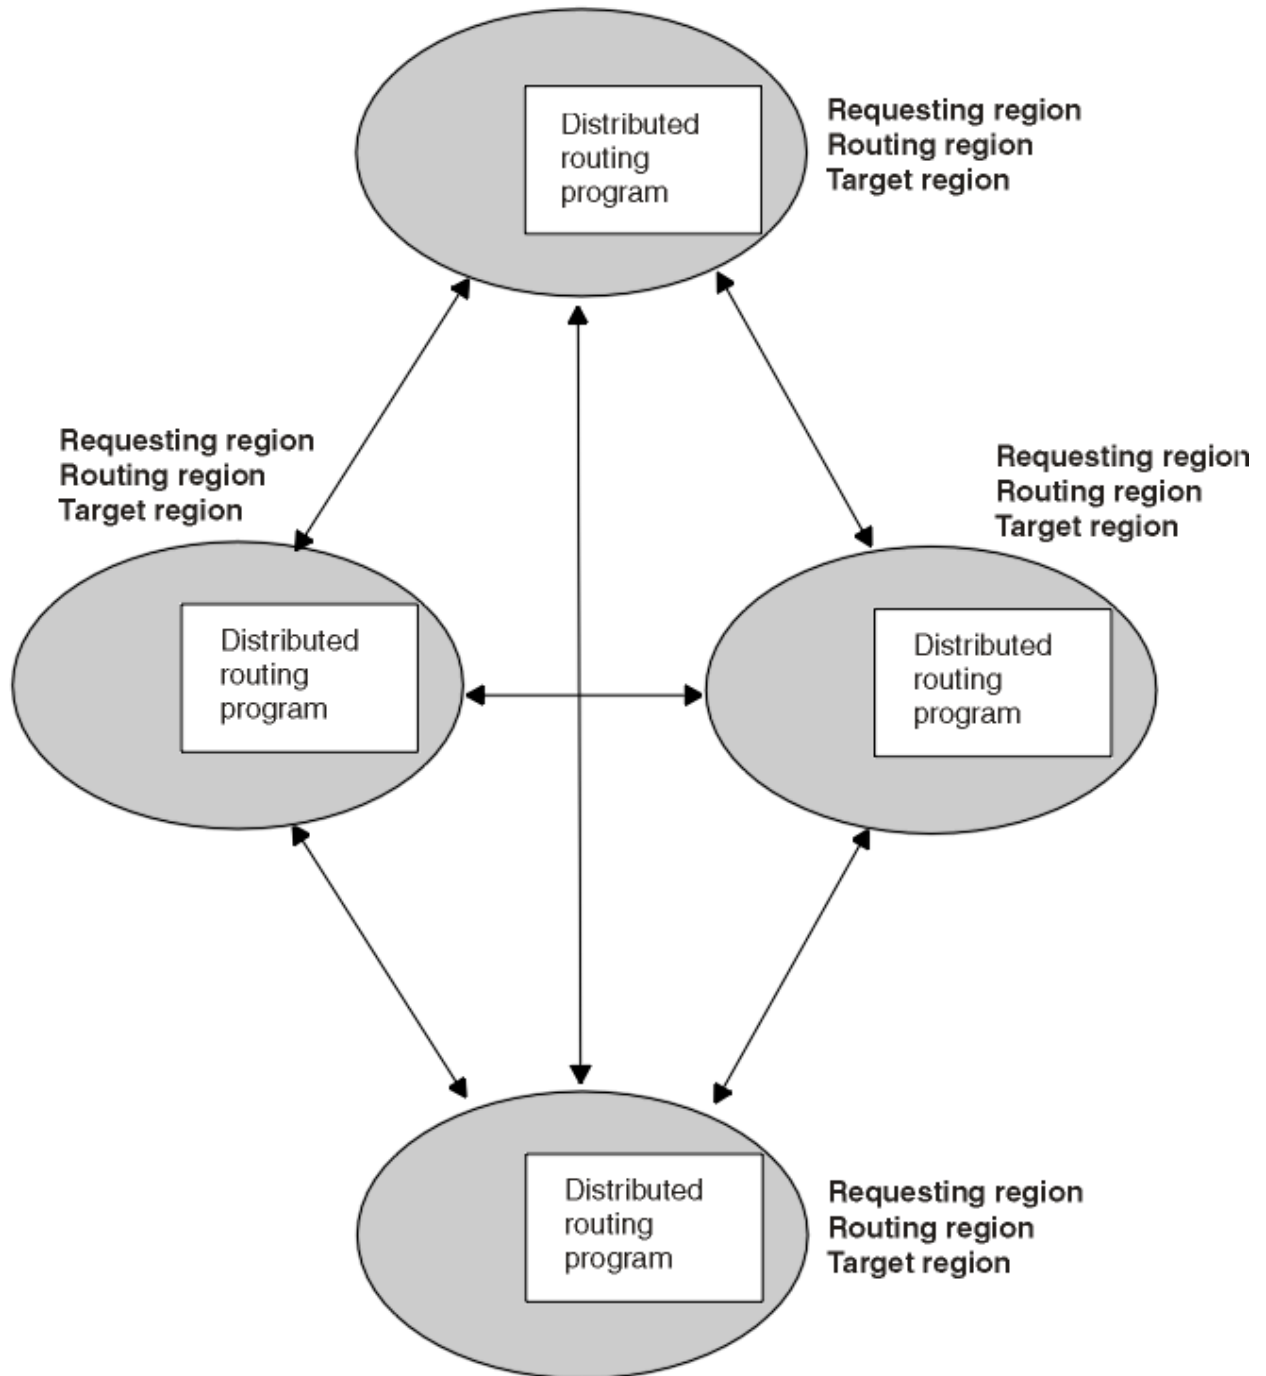 Distributed
routing
program
Requesting region
Routing region
Target region
Requesting region
Routing region
Target region
Requesting region
Routing region
Target region
Distributed
routing
program
Distributed
routing
program
Distributed
routing
program
Requesting region
Routing region
Target region